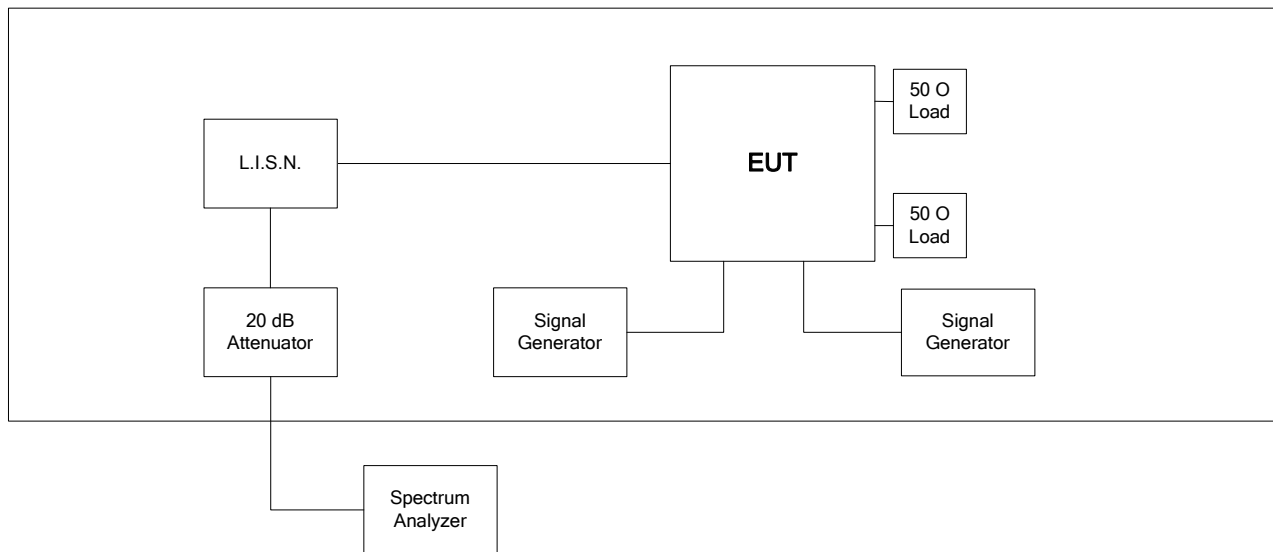 50 O
Load
L.I.S.N.
EUT
50 O
Load
20 dB
Attenuator
Signal
Generator
Signal
Generator
Spectrum
Analyzer